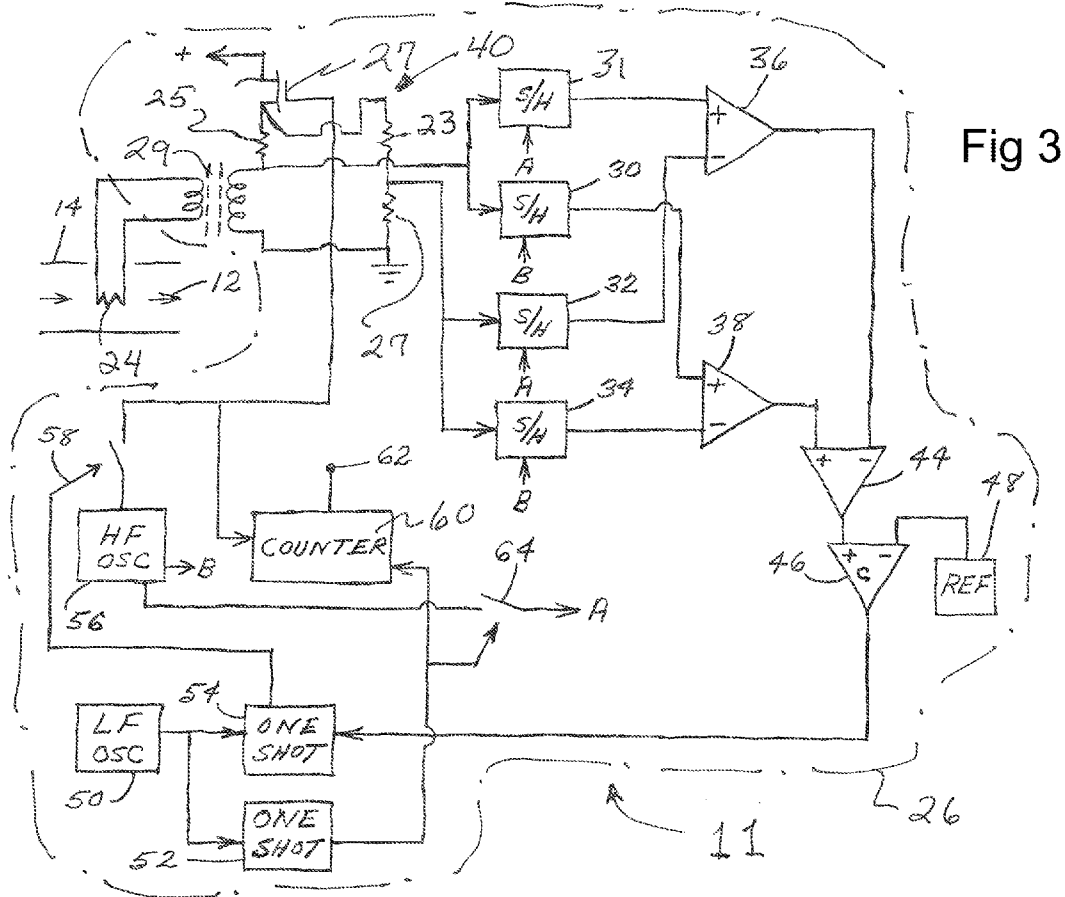 +
27
40
31
36
S/H
25
23
A
Fig 3
29
30
+
-
14
S/H
B
12
32
S/H
27
38
24
A
+
-
34
S/H
58
62
B
+ -
44
48
HF
OSC
B
60
COUNTER
64
46
+ -
C
REF
56
A
54
LF
OSC
ONE
SHOT
50
ONE
SHOT
52
26
11